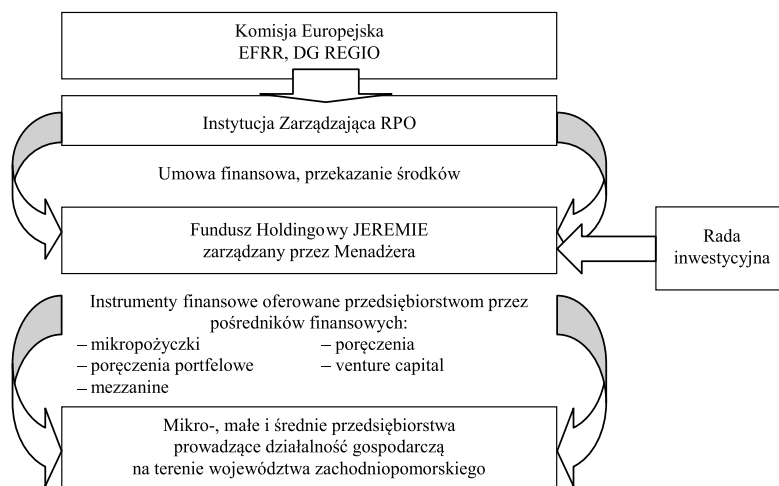 Komisja Europejska
EFRR, DG REGIO
Instytucja Zarządzająca RPO
Umowa finansowa, przekazanie środków
Fundusz Holdingowy JEREMIE
zarządzany przez Menadżera
Rada
inwestycyjna
Instrumenty finansowe oferowane przedsiębiorstwom przez
pośredników finansowych:
– mikropożyczki
– poręczenia portfelowe
– mezzanine
– poręczenia
– venture capital
Mikro-, małe i średnie przedsiębiorstwa
prowadzące działalność gospodarczą
na terenie województwa zachodniopomorskiego